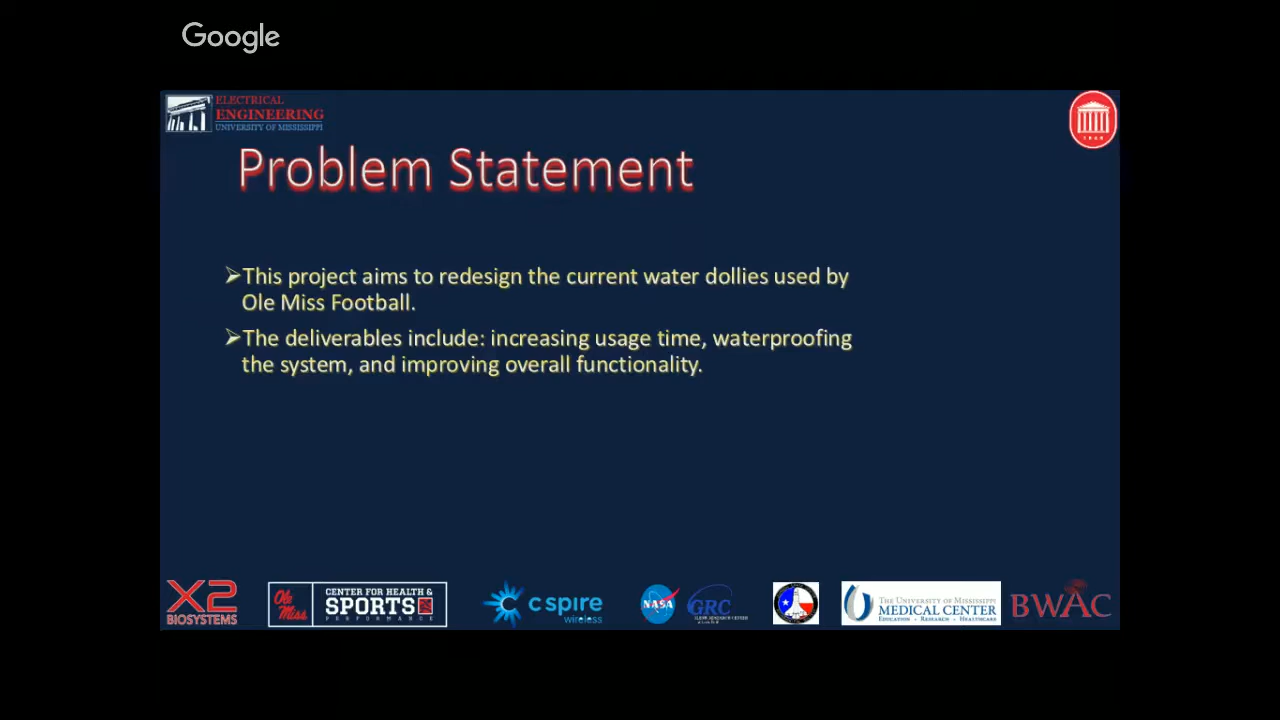 Google
ELECTRICAL
ENGINEERING
UNIVERSITY OF MISSISSIPPI
Problem Statement
This project aims to redesign the current water dollies used by
Ole Miss Football.
The deliverables include: increasing usage time, waterproofing
the system, and improving overall functionality.
X2
BIOSYSTEMS
Ole
Miss
CENTER FOR HEALTH &
SPORTS
PERFORMANCE
c spire
wireless
NASA
GRC
THE UNIVERSITY OF MISSISSIPPI
MEDICAL CENTER
EDUCATION • RESEARCH • HEALTHCARE
BWAC